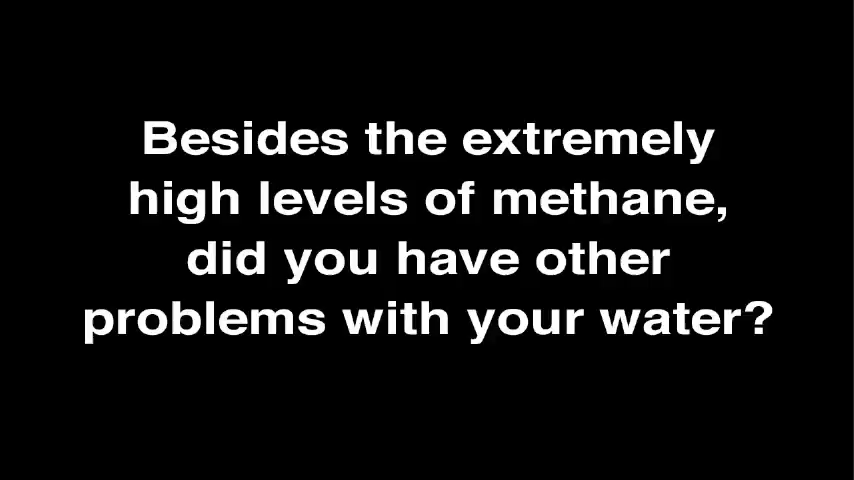 Besides the extremely
high levels of methane,
did you have other
problems with your water?